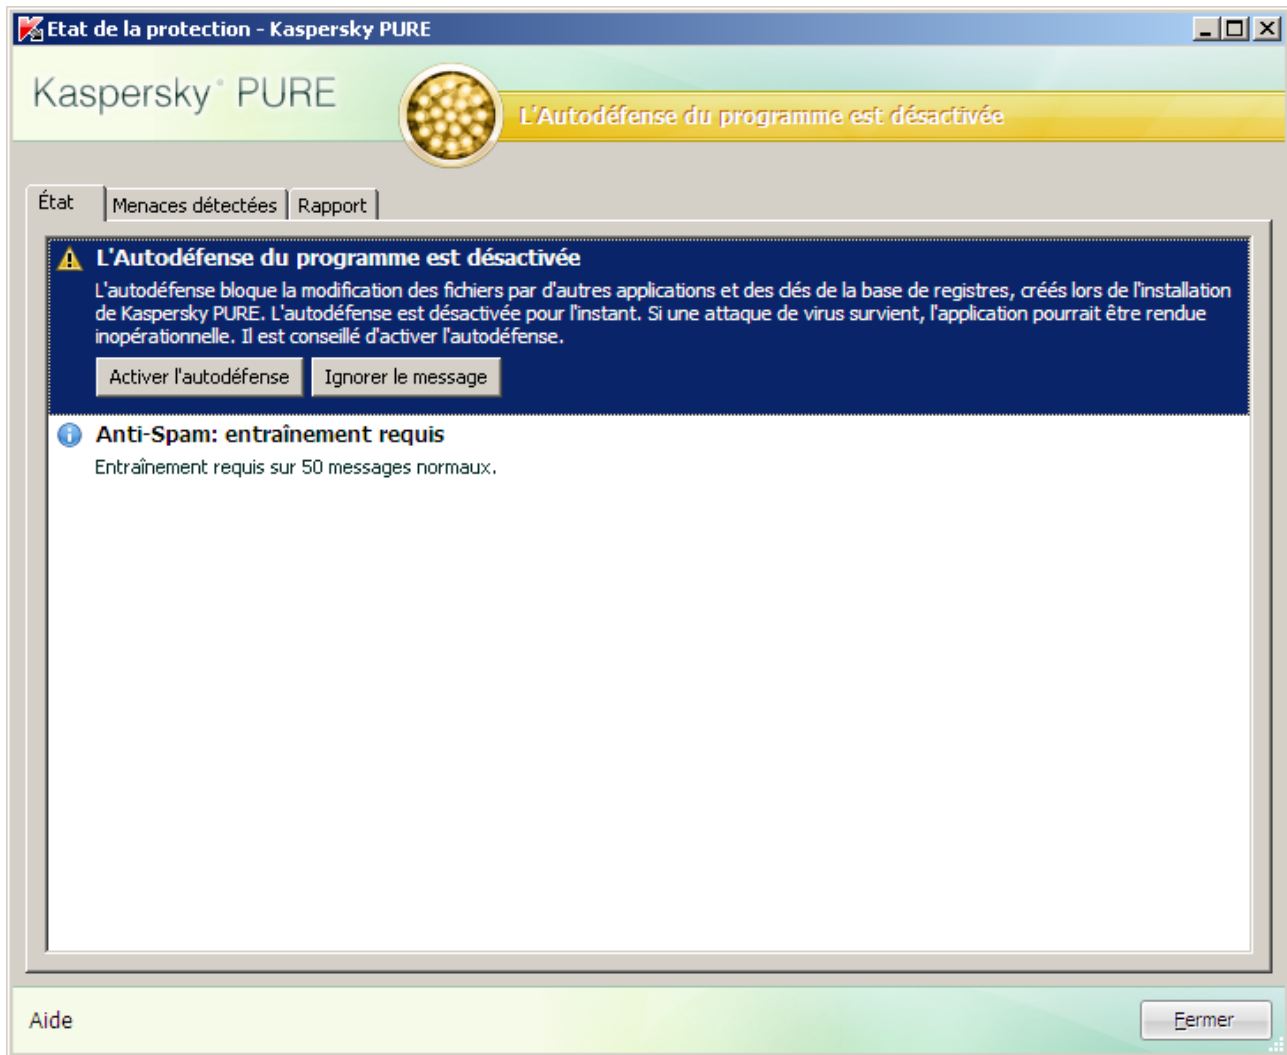 Etat de la protection - Kaspersky PURE
Kaspersky PURE
L'Autodéfense du programme est désactivée
État
Menaces détectées
Rapport
L'Autodéfense du programme est désactivée
L'autodéfense bloque la modification des fichiers par d'autres applications et des clés de la base de registres, créés lors de l'installation
de Kaspersky PURE. L'autodéfense est désactivée pour l'instant. Si une attaque de virus survient, l'application pourrait être rendue
inopérationnelle. Il est conseillé d'activer l'autodéfense.
Activer l'autodéfense
Ignorer le message
Anti-Spam: entraînement requis
Entraînement requis sur 50 messages normaux.
Aide
Fermer